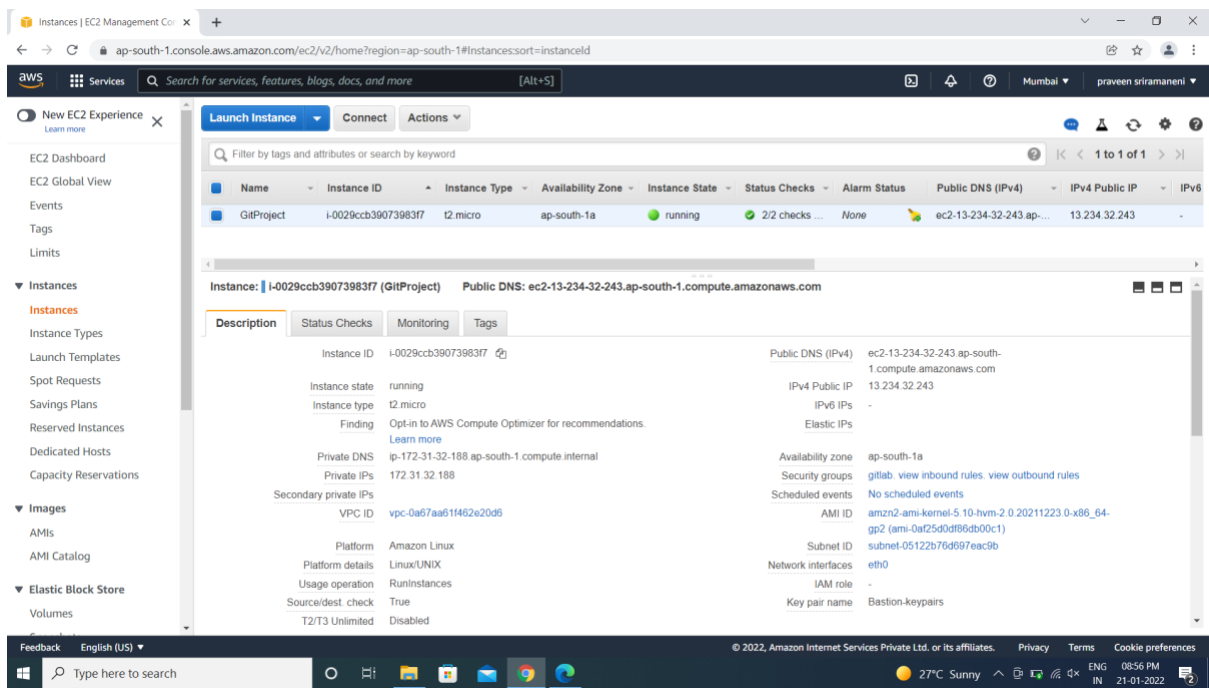 Instances | EC2 Management Con
ap-south-1.console.aws.amazon.com/ec2/v2/home?region=ap-south-1#Instances:sort=instanceId
aws Services Search for services, features, blogs, docs, and more [Alt+S] Mumbai praveen sriramaneni
New EC2 Experience
Learn more
EC2 Dashboard
EC2 Global View
Events
Tags
Limits
Instances
Instances
Instance Types
Launch Templates
Spot Requests
Savings Plans
Reserved Instances
Dedicated Hosts
Capacity Reservations
Images
AMIs
AMI Catalog
Elastic Block Store
Volumes
Launch Instance Connect Actions
Filter by tags and attributes or search by keyword 1 to 1 of 1
Name Instance ID Instance Type Availability Zone Instance State Status Checks Alarm Status Public DNS (IPv4) IPv4 Public IP IPv6
GitProject i-0029ccb39073983f7 t2.micro ap-south-1a running 2/2 checks ... None ec2-13-234-32-243.ap-... 13.234.32.243 -
Instance: i-0029ccb39073983f7 (GitProject) Public DNS: ec2-13-234-32-243.ap-south-1.compute.amazonaws.com
Description Status Checks Monitoring Tags
Instance ID i-0029ccb39073983f7
Instance state running
Instance type t2.micro
Finding Opt-in to AWS Compute Optimizer for recommendations.
Learn more
Private DNS ip-172-31-32-188.ap-south-1.compute.internal
Private IPs 172.31.32.188
Secondary private IPs
VPC ID vpc-0a67aa61f462e20d6
Platform Amazon Linux
Platform details Linux/UNIX
Usage operation RunInstances
Source/dest. check True
T2/T3 Unlimited Disabled
Public DNS (IPv4) ec2-13-234-32-243.ap-south-
1.compute.amazonaws.com
IPv4 Public IP 13.234.32.243
IPv6 IPs -
Elastic IPs
Availability zone ap-south-1a
Security groups gitlab. view inbound rules. view outbound rules
Scheduled events No scheduled events
AMI ID amzn2-ami-kernel-5.10-hvm-2.0.20211223.0-x86_64-
gp2 (ami-0af25d0df86db00c1)
Subnet ID subnet-05122b76d697eac9b
Network interfaces eth0
IAM role -
Key pair name Bastion-keypairs
Feedback English (US) © 2022, Amazon Internet Services Private Ltd. or its affiliates. Privacy Terms Cookie preferences
Type here to search 27°C Sunny ENG 08:56 PM
IN 21-01-2022 2